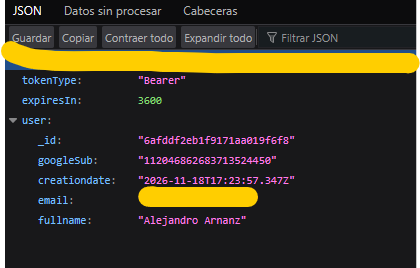 JSON Datos sin procesar Cabeceras
Guardar Copiar Contraer todo Expandir todo Filtrar JSON
tokenType: "Bearer"
expiresIn: 3600
user:
_id: "6afddf2eb1f9171aa019f6f8"
googleSub: "112046862683713524450"
creationdate: "2026-11-18T17:23:57.347Z"
email:
fullname: "Alejandro Arnanz"